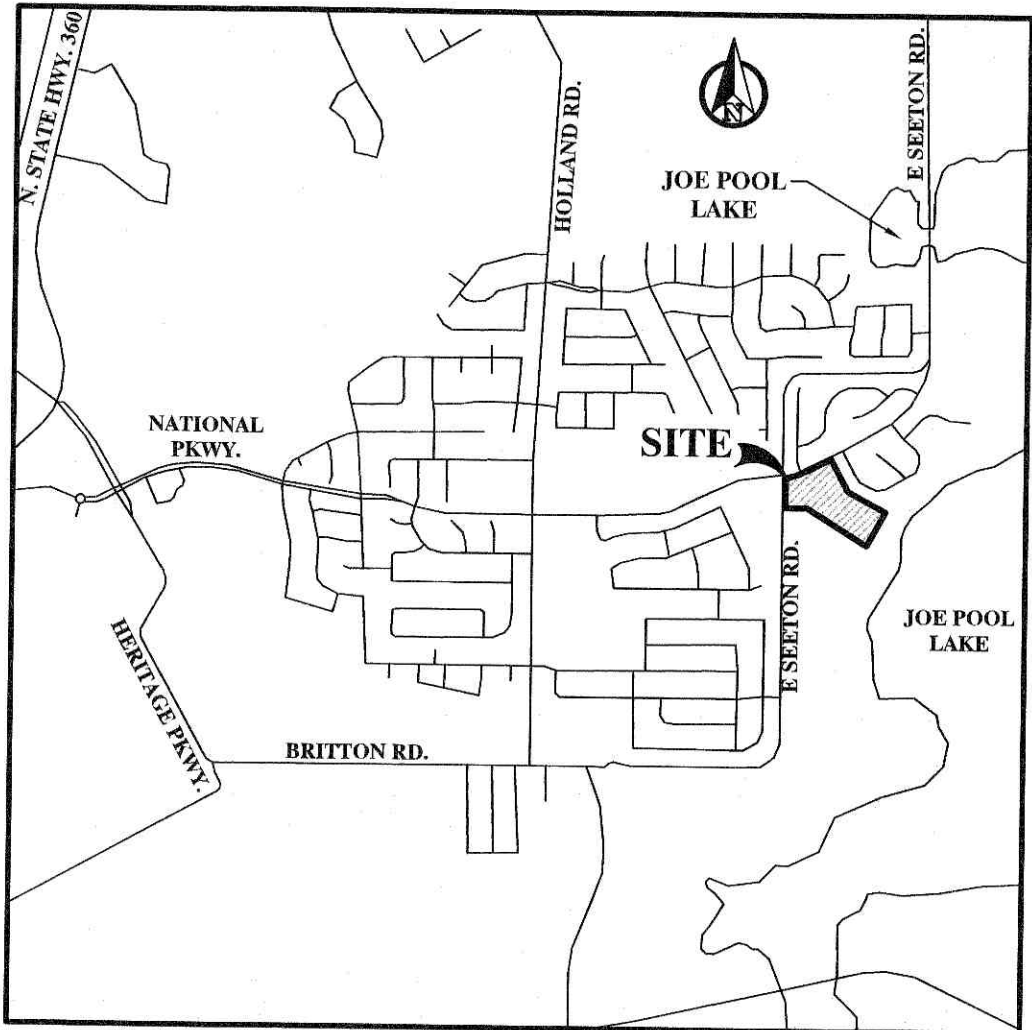 N. STATE HWY. 360
HOLLAND RD.
N
E SEETON RD.
JOE POOL
LAKE
NATIONAL
PKWY.
SITE
E SEETON RD.
JOE POOL
LAKE
HERITAGE PKWY.
BRITTON RD.